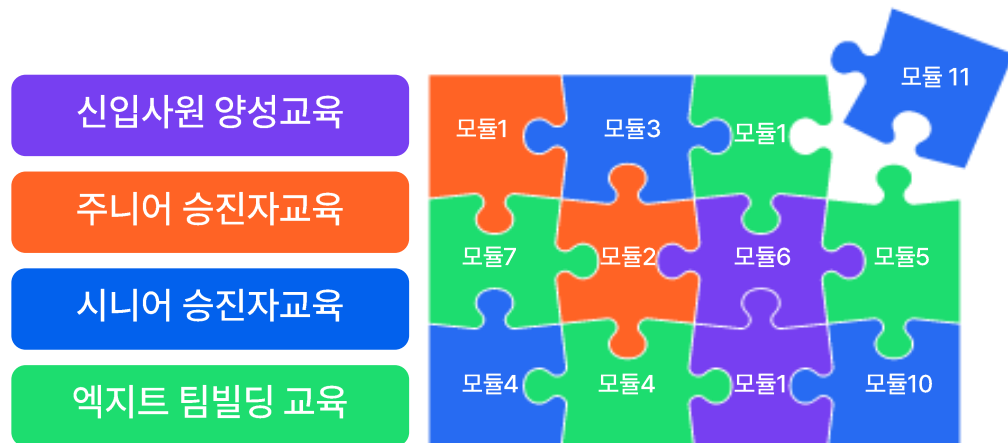 신입사원 양성교육
주니어 승진자교육
시니어 승진자교육
엑지트 팀빌딩 교육
모듈 11
모듈1
모듈3
모듈1
모듈7
모듈2
모듈6
모듈5
모듈4
모듈4
모듈1
모듈10